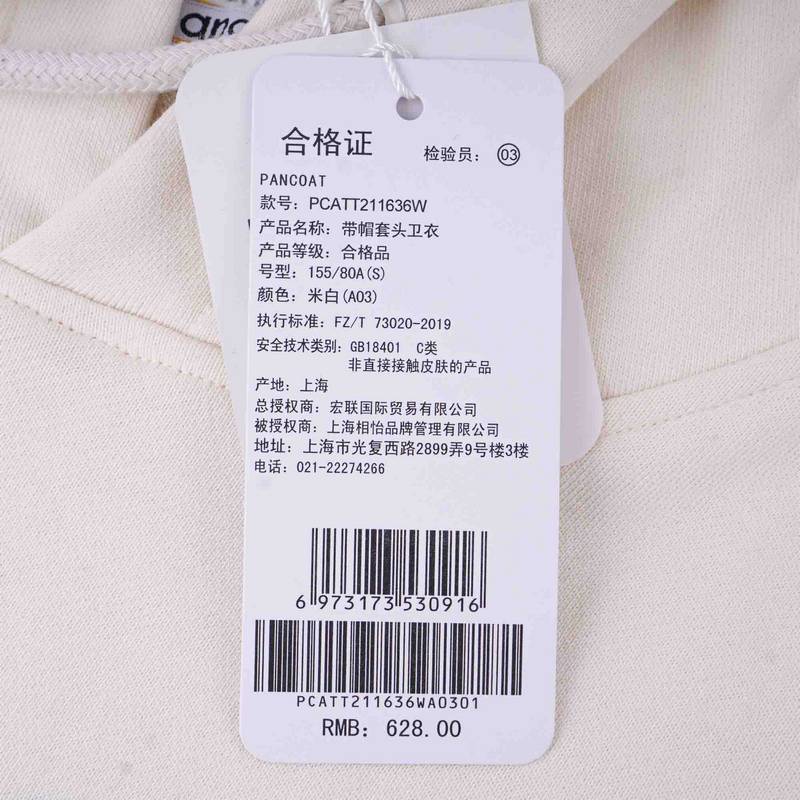 合格证
检验员： 03
PANCOAT
款号：PCATT211636W
产品名称：带帽套头卫衣
产品等级：合格品
号型：155/80A(S)
颜色：米白(A03)
执行标准：FZ/T 73020-2019
安全技术类别：GB18401 C类
非直接接触皮肤的产品
产地：上海
总授权商：宏联国际贸易有限公司
被授权商：上海相怡品牌管理有限公司
地址：上海市光复西路2899弄9号楼3楼
电话：021-22274266
6 973173 530916
PCATT211636WA0301
RMB：628.00